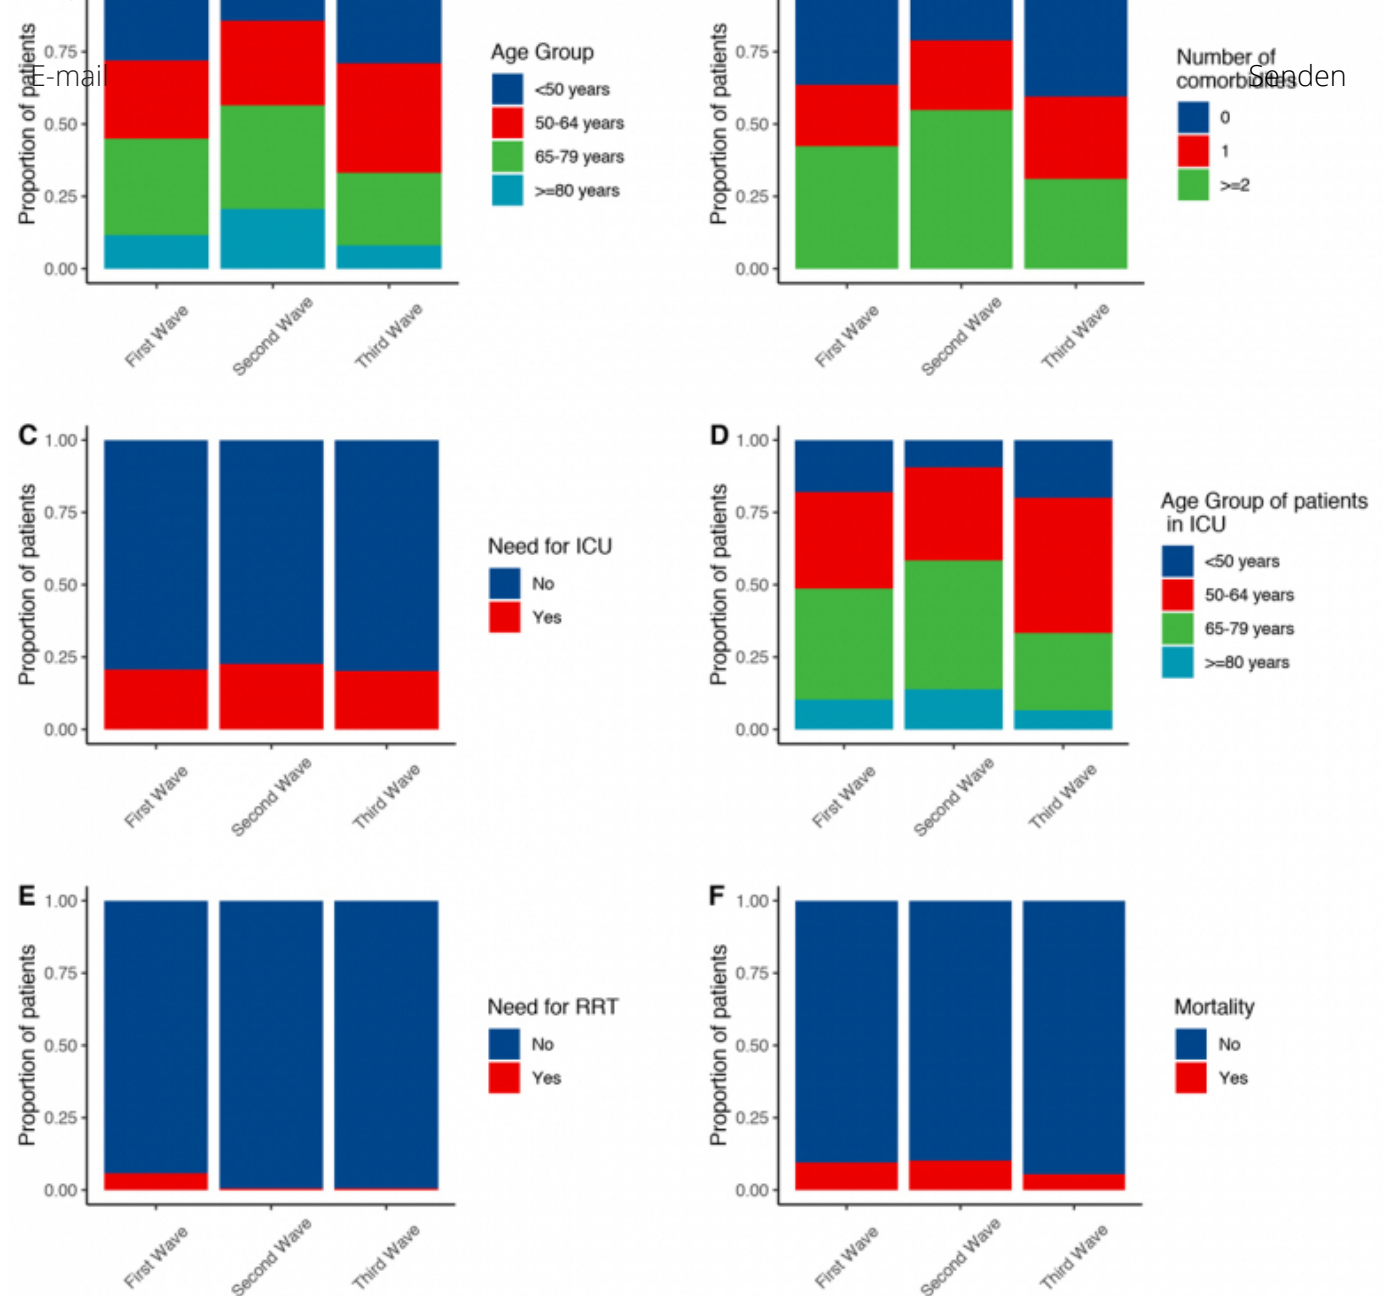 Proportion of patients
0.75
0.50
0.25
0.00
First Wave
Second Wave
Third Wave
Age Group
<50 years
50-64 years
65-79 years
>=80 years
E-mail
Proportion of patients
0.75
0.50
0.25
0.00
First Wave
Second Wave
Third Wave
Number of
comorbidities
0
1
>=2
Senden
C
Proportion of patients
1.00
0.75
0.50
0.25
0.00
First Wave
Second Wave
Third Wave
Need for ICU
No
Yes
D
Proportion of patients
1.00
0.75
0.50
0.25
0.00
First Wave
Second Wave
Third Wave
Age Group of patients
in ICU
<50 years
50-64 years
65-79 years
>=80 years
E
Proportion of patients
1.00
0.75
0.50
0.25
0.00
First Wave
Second Wave
Third Wave
Need for RRT
No
Yes
F
Proportion of patients
1.00
0.75
0.50
0.25
0.00
First Wave
Second Wave
Third Wave
Mortality
No
Yes